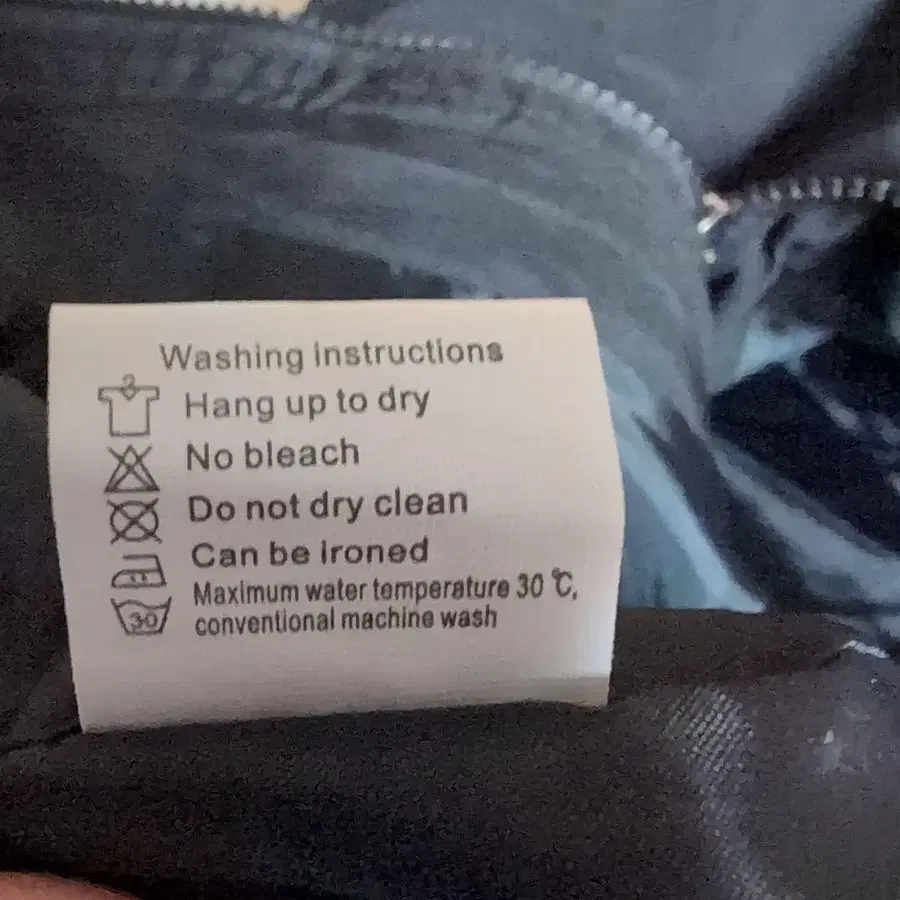 Washing instructions
Hang up to dry
No bleach
Do not dry clean
Can be ironed
Maximum water temperature 30 ℃,
30 conventional machine wash